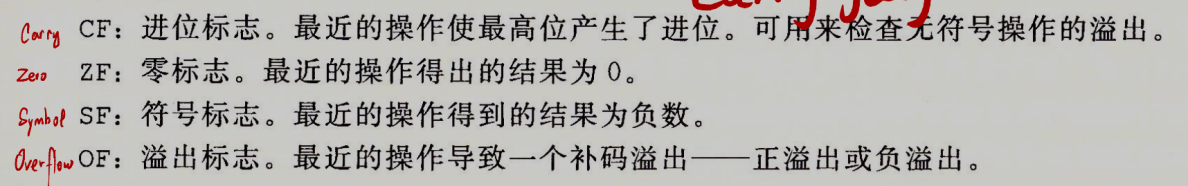 Carry CF：进位标志。最近的操作使最高位产生了进位。可用来检查无符号操作的溢出。
Zero ZF：零标志。最近的操作得出的结果为 0。
Symbol SF：符号标志。最近的操作得到的结果为负数。
Overflow OF：溢出标志。最近的操作导致一个补码溢出——正溢出或负溢出。